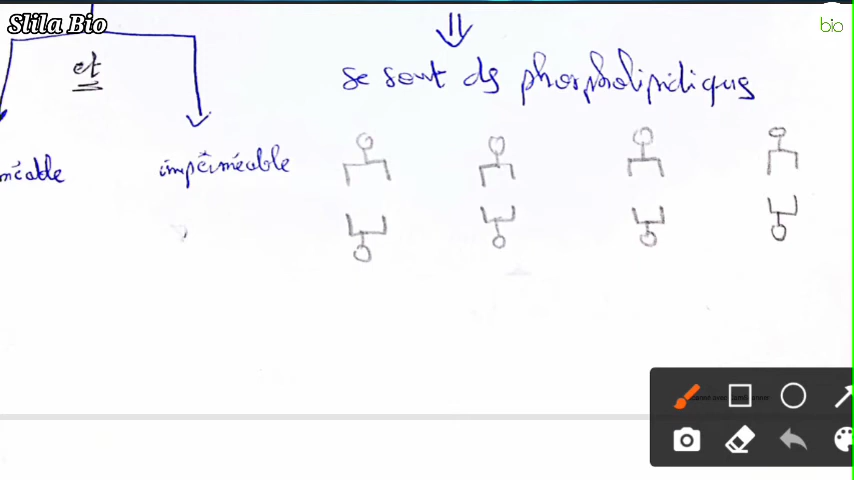 Slila Bio
bio
et
se sont ds phospholipidiques
méable
impérméable